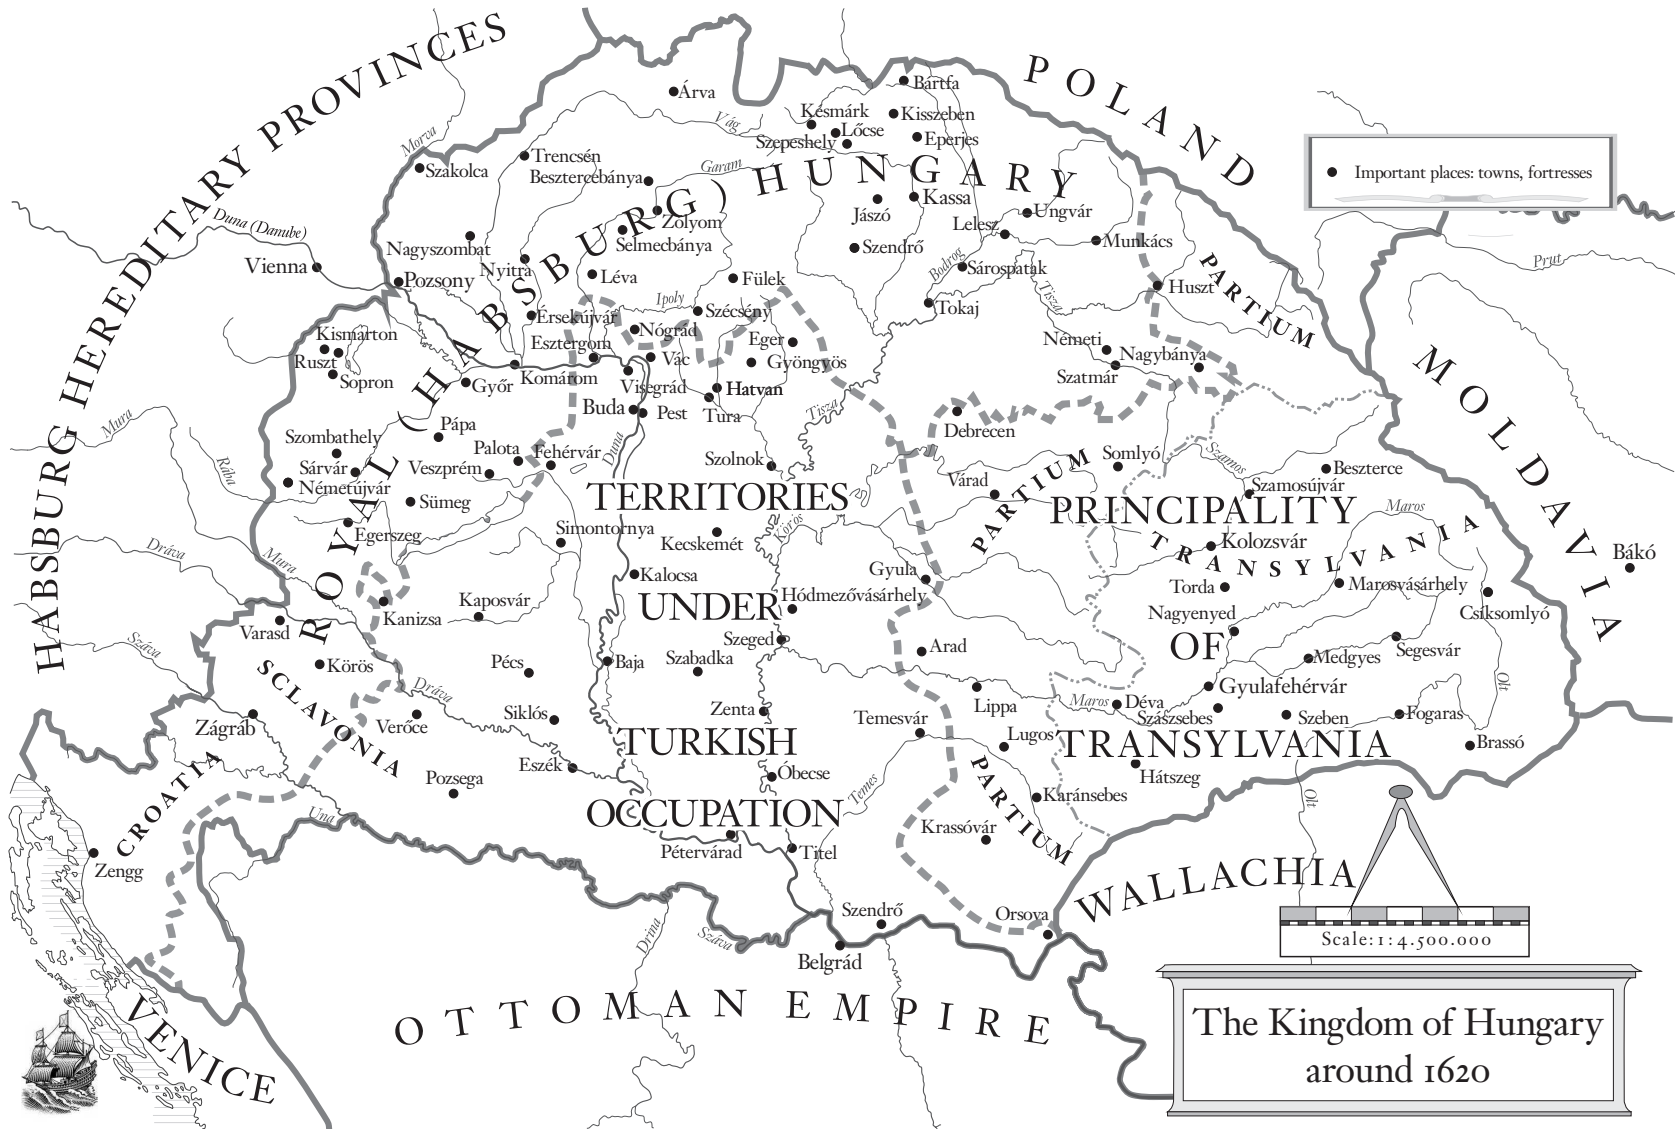 HABSBURG HEREDITARY PROVINCES
POLAND
Bártfa
Árva
Késmárk
Kisszeben
Vág
Lőcse
Szepeshely
Eperjes
Morva
Trencsén
Szakolca
Besztercebánya
Garam
ROYAL (HABSBURG) HUNGARY
Important places: towns, fortresses
Kassa
Jászó
Ungvár
Lelesz
Zólyom
Selmecbánya
Duna (Danube)
Nagyszombat
Szendrő
Munkács
Vienna
Nyitra
Bodrog
Sárospatak
PARTIUM
Prut
Pozsony
Léva
Fülek
Huszt
Tisza
Ipoly
Szécsény
Tokaj
Érsekújvár
Nógrád
Kismarton
Esztergom
Eger
Németi
Nagybánya
Ruszt
Vác
Gyöngyös
Szatmár
Sopron
Győr
Komárom
Visegrád
Hatvan
MOLDAVIA
Buda
Pest
Tura
Tisza
Mura
Pápa
Debrecen
Szombathely
Palota
Fehérvár
Duna
Rába
Sárvár
Veszprém
Szolnok
Somlyó
Szamos
Beszterce
Németújvár
Várad
PARTIUM
Szamosújvár
Sümeg
TERRITORIES
PRINCIPALITY
Maros
Egerszeg
Simontornya
Kecskemét
Körös
TRANSYLVANIA
Kolozsvár
Dráva
Mura
Bákó
Kalocsa
Gyula
Torda
Marosvásárhely
Hódmezővásárhely
UNDER
Kaposvár
Nagyenyed
Csíksomlyó
Kanizsa
Varasd
Szeged
Arad
OF
Segesvár
Száva
Körös
Pécs
Baja
Szabadka
Medgyes
SCLAVONIA
Dráva
Gyulafehérvár
Olt
Lippa
Maros
Déva
Zágráb
Verőce
Siklós
Zenta
Temesvár
Szászsebes
Szeben
Fogaras
TURKISH
Lugos
TRANSYLVANIA
Brassó
CROATIA
Pozsega
Eszék
Óbecse
PARTIUM
Hátszeg
Temes
Karánsebes
Olt
Una
OCCUPATION
Krassóvár
Pétervárad
Titel
Zengg
WALLACHIA
Szendrő
Orsova
Drina
Száva
Belgrád
Scale: 1 : 4.500.000
VENICE
OTTOMAN EMPIRE
The Kingdom of Hungary
around 1620